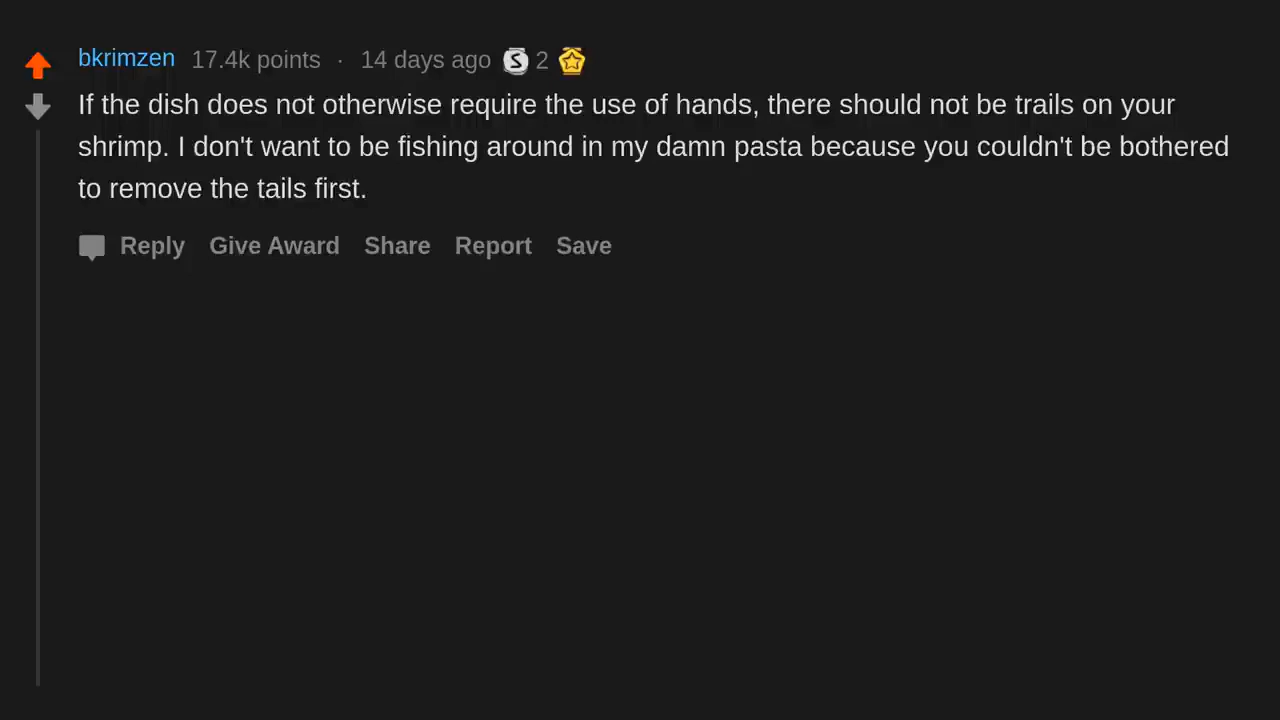 bkrimzen 17.4k points · 14 days ago S 2
If the dish does not otherwise require the use of hands, there should not be trails on your
shrimp. I don't want to be fishing around in my damn pasta because you couldn't be bothered
to remove the tails first.
Reply Give Award Share Report Save